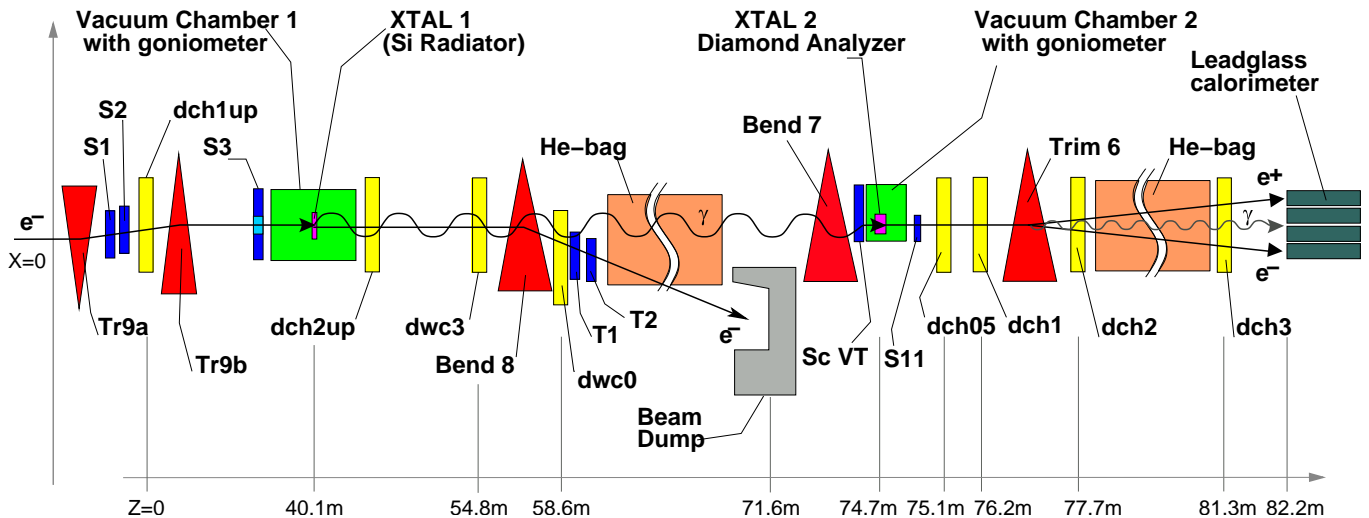 Vacuum Chamber 1
with goniometer
XTAL 1
(Si Radiator)
XTAL 2
Diamond Analyzer
Vacuum Chamber 2
with goniometer
Leadglass
calorimeter
S1
S2
dch1up
S3
He−bag
Bend 7
Trim 6
He−bag
e−
X=0
γ
e+
γ
e−
Tr9a
Tr9b
dch2up
dwc3
Bend 8
dwc0
T1
T2
e−
Beam
Dump
Sc VT
S11
dch05
dch1
dch2
dch3
Z=0
40.1m
54.8m
58.6m
71.6m
74.7m
75.1m
76.2m
77.7m
81.3m
82.2m